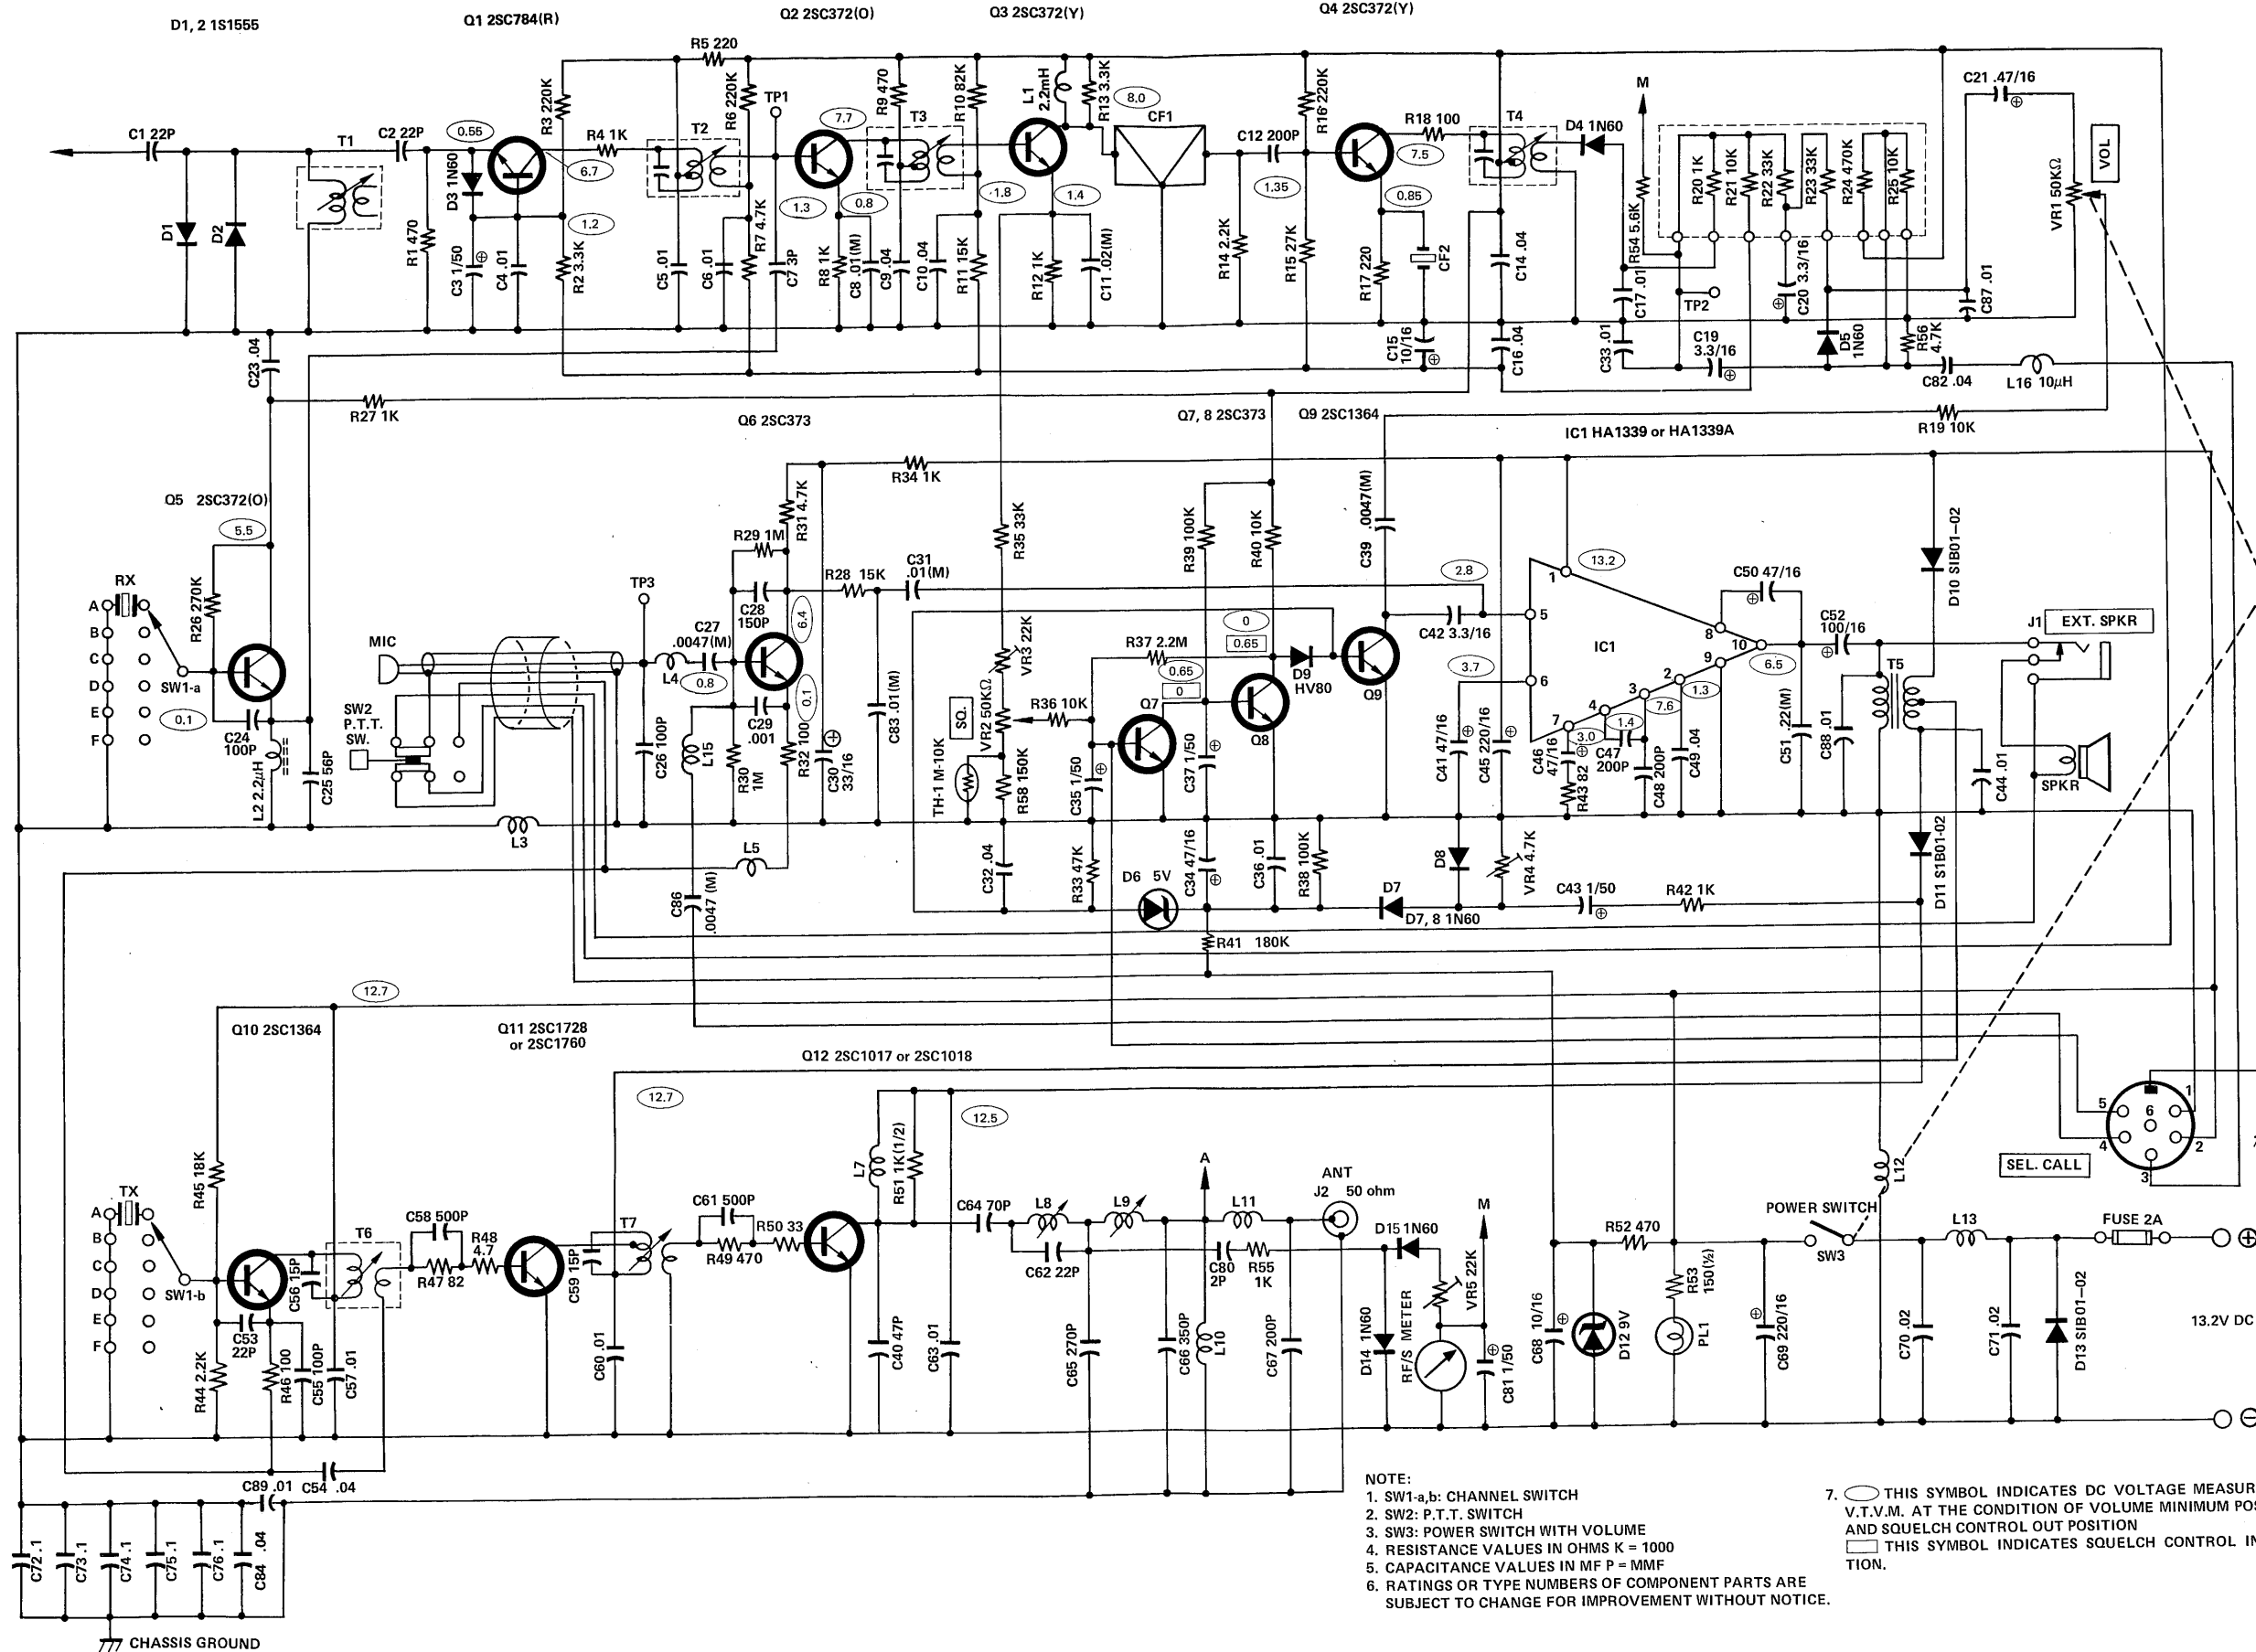 D1, 2 1S1555
Q1 2SC784(R)
Q2 2SC372(O)
Q3 2SC372(Y)
Q4 2SC372(Y)
R5 220
C1 22P
T1
C2 22P
0.55
R3 220K
R4 1K
6.7
T2
R6 220K
TP1
7.7
R9 470
T3
R10 82K
L1
2.2mH
R13 3.3K
8.0
CF1
C12 200P
R16 220K
R18 100
7.5
T4
D4 1N60
M
R20 1K
R21 10K
R22 33K
R23 33K
R24 470K
R25 10K
C21 .47/16
VR1 50KΩ
VOL
D1
D2
R1 470
D3 1N60
C3 1/50
C4 .01
1.2
R2 3.3K
C5 .01
C6 .01
R7 4.7K
C7 3P
1.3
0.8
R8 1K
C8 .01(M)
C9 .04
C10 .04
R11 15K
1.8
1.4
R12 1K
C11 .02(M)
R14 2.2K
1.35
R15 27K
0.85
R17 220
CF2
C14 .04
C15
10/16
C16 .04
R54 5.6K
C17 .01
C33 .01
TP2
C19
3.3/16
C20 3.3/16
D5
1N60
R56
4.7K
C87 .01
C82 .04
L16 10μH
C23 .04
R27 1K
Q6 2SC373
Q7, 8 2SC373
Q9 2SC1364
IC1 HA1339 or HA1339A
R19 10K
Q5 2SC372(O)
5.5
RX
A
B
C
D
E
F
SW1-a
0.1
R26 270K
C24
100P
L2 2.2μH
C25 56P
MIC
SW2
P.T.T.
SW.
L3
TP3
L4
C27
.0047(M)
0.8
R29 1M
C28
150P
R31 4.7K
R34 1K
6.4
0.1
C29
.001
L15
C26 100P
R30
1M
R32 100
C30
33/16
R28 15K
C31
.01(M)
C83 .01(M)
L5
C86
.0047 (M)
R35 33K
VR3 22K
SQ.
VR2 50KΩ
R36 10K
TH-1 M-10K
R58 150K
C35 1/50
C32 .04
R33 47K
R37 2.2M
0.65
0
Q7
R39 100K
R40 10K
0
0.65
Q8
D9
HV80
Q9
C39 .0047(M)
C37 1/50
C34 47/16
C36 .01
R38 100K
D6 5V
R41 180K
D7
D7, 8 1N60
D8
C42 3.3/16
2.8
3.7
C41 47/16
C45 220/16
VR4 4.7K
C43 1/50
R42 1K
IC1
1
5
6
7
4
3
2
9
10
8
13.2
C50 47/16
C52
100/16
6.5
1.3
7.6
1.4
3.0
C46
47/16
R43 82
C47
200P
C48 200P
C49 .04
C51 .22(M)
C88 .01
T5
D10 SIB01-02
D11 S1B01-02
C44 .01
J1
EXT. SPKR
SPKR
12.7
Q10 2SC1364
Q11 2SC1728
or 2SC1760
Q12 2SC1017 or 2SC1018
12.7
12.5
TX
A
B
C
D
E
F
SW1-b
R45 18K
C53
22P
R44 2.2K
R46 100
C55 100P
C56 15P
T6
C57 .01
C54 .04
C58 500P
R47 82
R48
4.7
C59 15P
T7
C60 .01
C61 500P
R49 470
R50 33
L7
R51 1K(1/2)
C40 47P
C63 .01
C64 70P
L8
C62 22P
L9
C65 270P
A
C66 350P
L10
L11
C80
2P
R55
1K
C67 200P
ANT
J2 50 ohm
D15 1N60
D14 1N60
RF/S METER
VR5 22K
M
C81 1/50
C68 10/16
R52 470
D12 9V
R53
150(½)
PL1
C69 220/16
POWER SWITCH
SW3
L12
L13
C70 .02
C71 .02
D13 SIB01-02
FUSE 2A
13.2V DC
SEL. CALL
1
2
3
4
5
6
C89 .01
C72 .1
C73 .1
C74 .1
C75 .1
C76 .1
C84 .04
CHASSIS GROUND
NOTE:
1. SW1-a,b: CHANNEL SWITCH
2. SW2: P.T.T. SWITCH
3. SW3: POWER SWITCH WITH VOLUME
4. RESISTANCE VALUES IN OHMS K = 1000
5. CAPACITANCE VALUES IN MF P = MMF
6. RATINGS OR TYPE NUMBERS OF COMPONENT PARTS ARE
SUBJECT TO CHANGE FOR IMPROVEMENT WITHOUT NOTICE.
7. THIS SYMBOL INDICATES DC VOLTAGE MEASUR
V.T.V.M. AT THE CONDITION OF VOLUME MINIMUM POS
AND SQUELCH CONTROL OUT POSITION
THIS SYMBOL INDICATES SQUELCH CONTROL IN
TION.